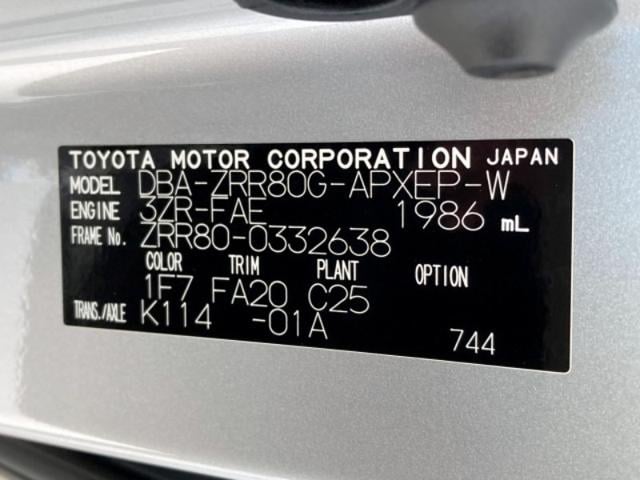 TOYOTA MOTOR CORPORATION JAPAN
MODEL DBA-ZRR80G-APXEP-W
ENGINE 3ZR-FAE 1986 mL
FRAME No. ZRR80-0332638
COLOR TRIM PLANT OPTION
1F7 FA20 C25
TRANS./AXLE K114 -01A
744